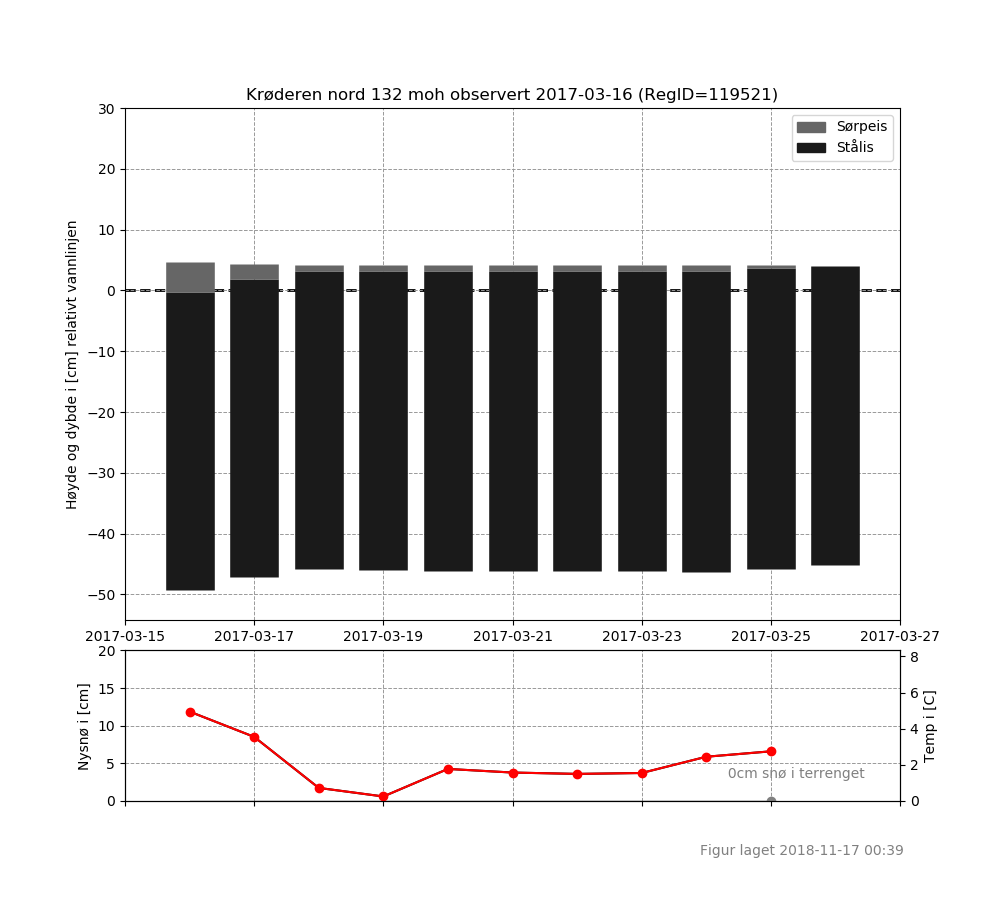 Krøderen nord 132 moh observert 2017-03-16 (RegID=119521)
Sørpeis
Stålis
Høyde og dybde i [cm] relativt vannlinjen
30
20
10
0
−10
−20
−30
−40
−50
2017-03-15 2017-03-17 2017-03-19 2017-03-21 2017-03-23 2017-03-25 2017-03-27
Nysnø i [cm]
20
15
10
5
0
8
6
4
2
0
Temp i [C]
0cm snø i terrenget
Figur laget 2018-11-17 00:39